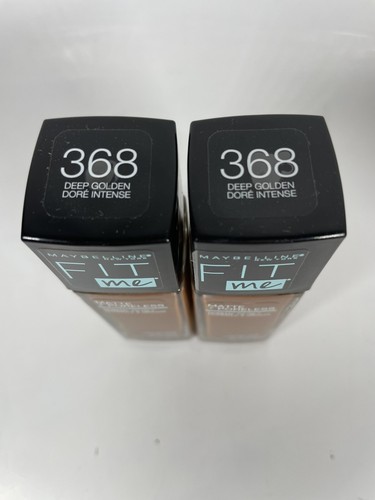 368
DEEP GOLDEN
DORÉ INTENSE
MAYBELLINE
FIT
me
MATTE
+ PORELESS
368
DEEP GOLDEN
DORÉ INTENSE
MAYBELLINE
FIT
me
MATTE
+ PORELESS